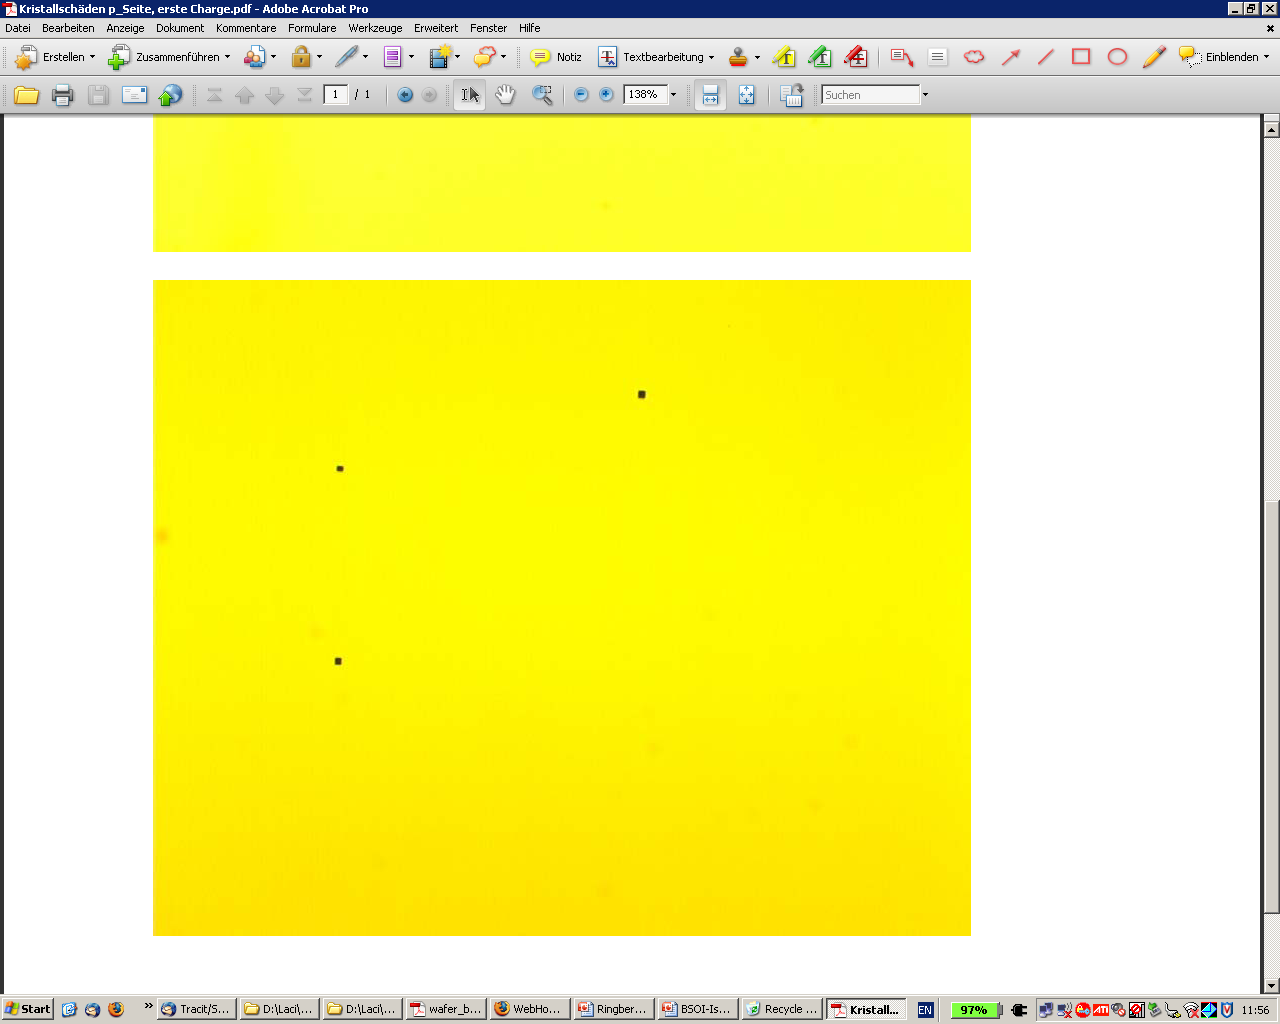 Kristallschäden p_Seite, erste Charge.pdf - Adobe Acrobat Pro
Datei Bearbeiten Anzeige Dokument Kommentare Formulare Werkzeuge Erweitert Fenster Hilfe
Erstellen Zusammenführen Notiz Textbearbeitung Einblenden
1 / 1 138% Suchen
Start » Tracit/S... D:\Laci\... D:\Laci\... wafer_b... WebHo... Ringber... BSOI-Is... Recycle ... Kristall... EN 97% ATI 11:56